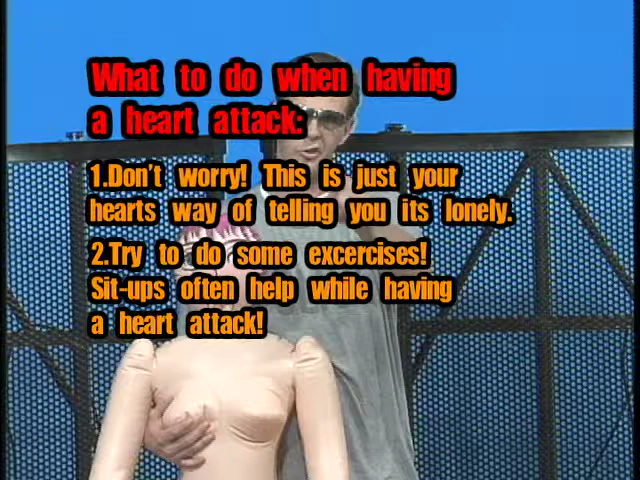 What to do when having
a heart attack:
1.Don't worry! This is just your
hearts way of telling you its lonely.
2.Try to do some excercises!
Sit-ups often help while having
a heart attack!